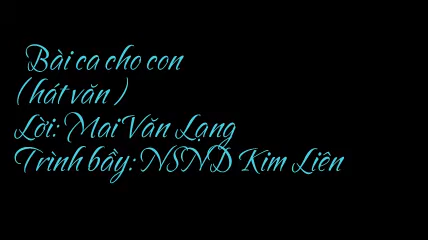 Bài ca cho con
( hát văn )
Lời: Mai Văn Lạng
Trình bầy: NSND Kim Liên